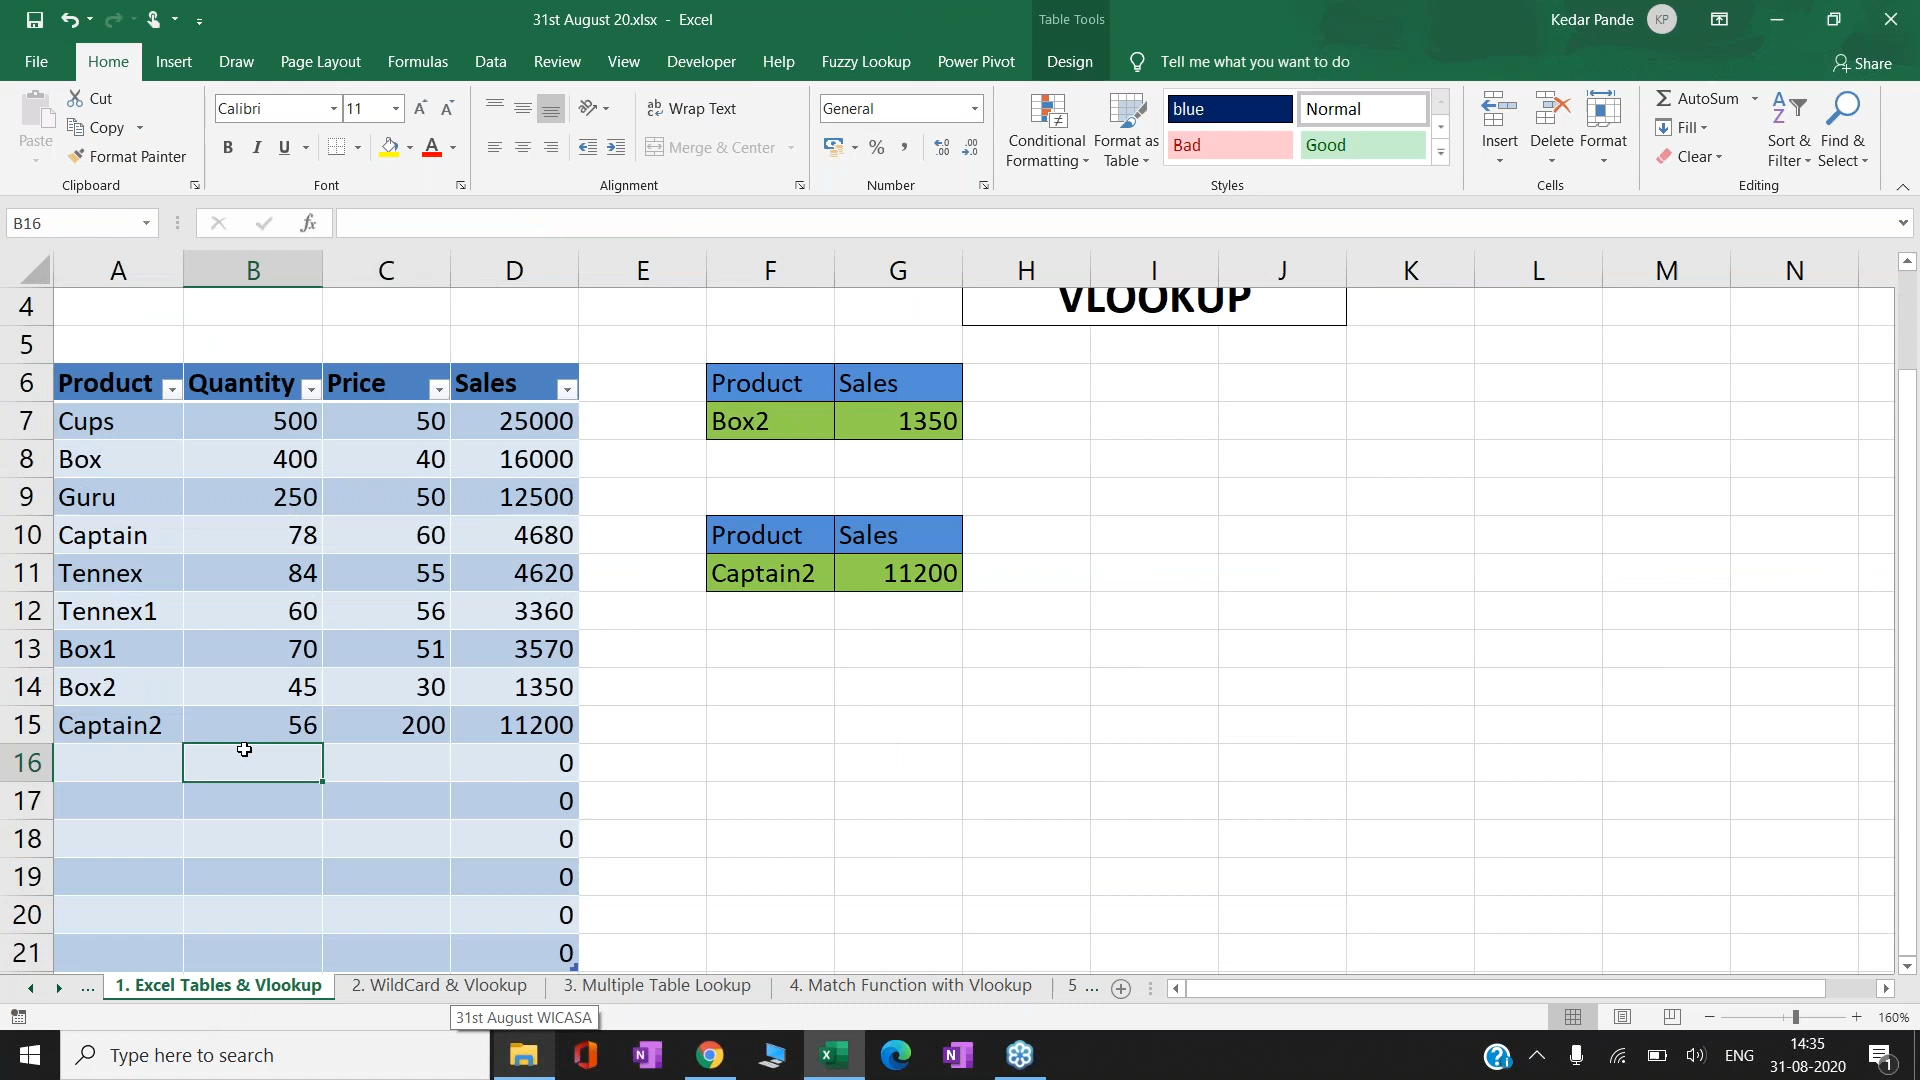 31st August 20.xlsx - Excel
Table Tools
Kedar Pande
KP
File
Home
Insert
Draw
Page Layout
Formulas
Data
Review
View
Developer
Help
Fuzzy Lookup
Power Pivot
Design
Tell me what you want to do
Share
Paste
Cut
Copy
Format Painter
Clipboard
Calibri
11
B I U
Font
Wrap Text
Merge & Center
Alignment
General
Number
Conditional Formatting
Format as Table
blue
Normal
Bad
Good
Styles
Insert
Delete
Format
Cells
AutoSum
Fill
Clear
Sort & Filter
Find & Select
Editing
B16
fx
A B C D E F G H I J K L M N
4 VLOOKUP
5
6 Product Quantity Price Sales Product Sales
7 Cups 500 50 25000 Box2 1350
8 Box 400 40 16000
9 Guru 250 50 12500
10 Captain 78 60 4680 Product Sales
11 Tennex 84 55 4620 Captain2 11200
12 Tennex1 60 56 3360
13 Box1 70 51 3570
14 Box2 45 30 1350
15 Captain2 56 200 11200
16 0
17 0
18 0
19 0
20 0
21 0
... 1. Excel Tables & Vlookup 2. WildCard & Vlookup 3. Multiple Table Lookup 4. Match Function with Vlookup 5 ...
31st August WICASA
160%
Type here to search
ENG
14:35
31-08-2020
1